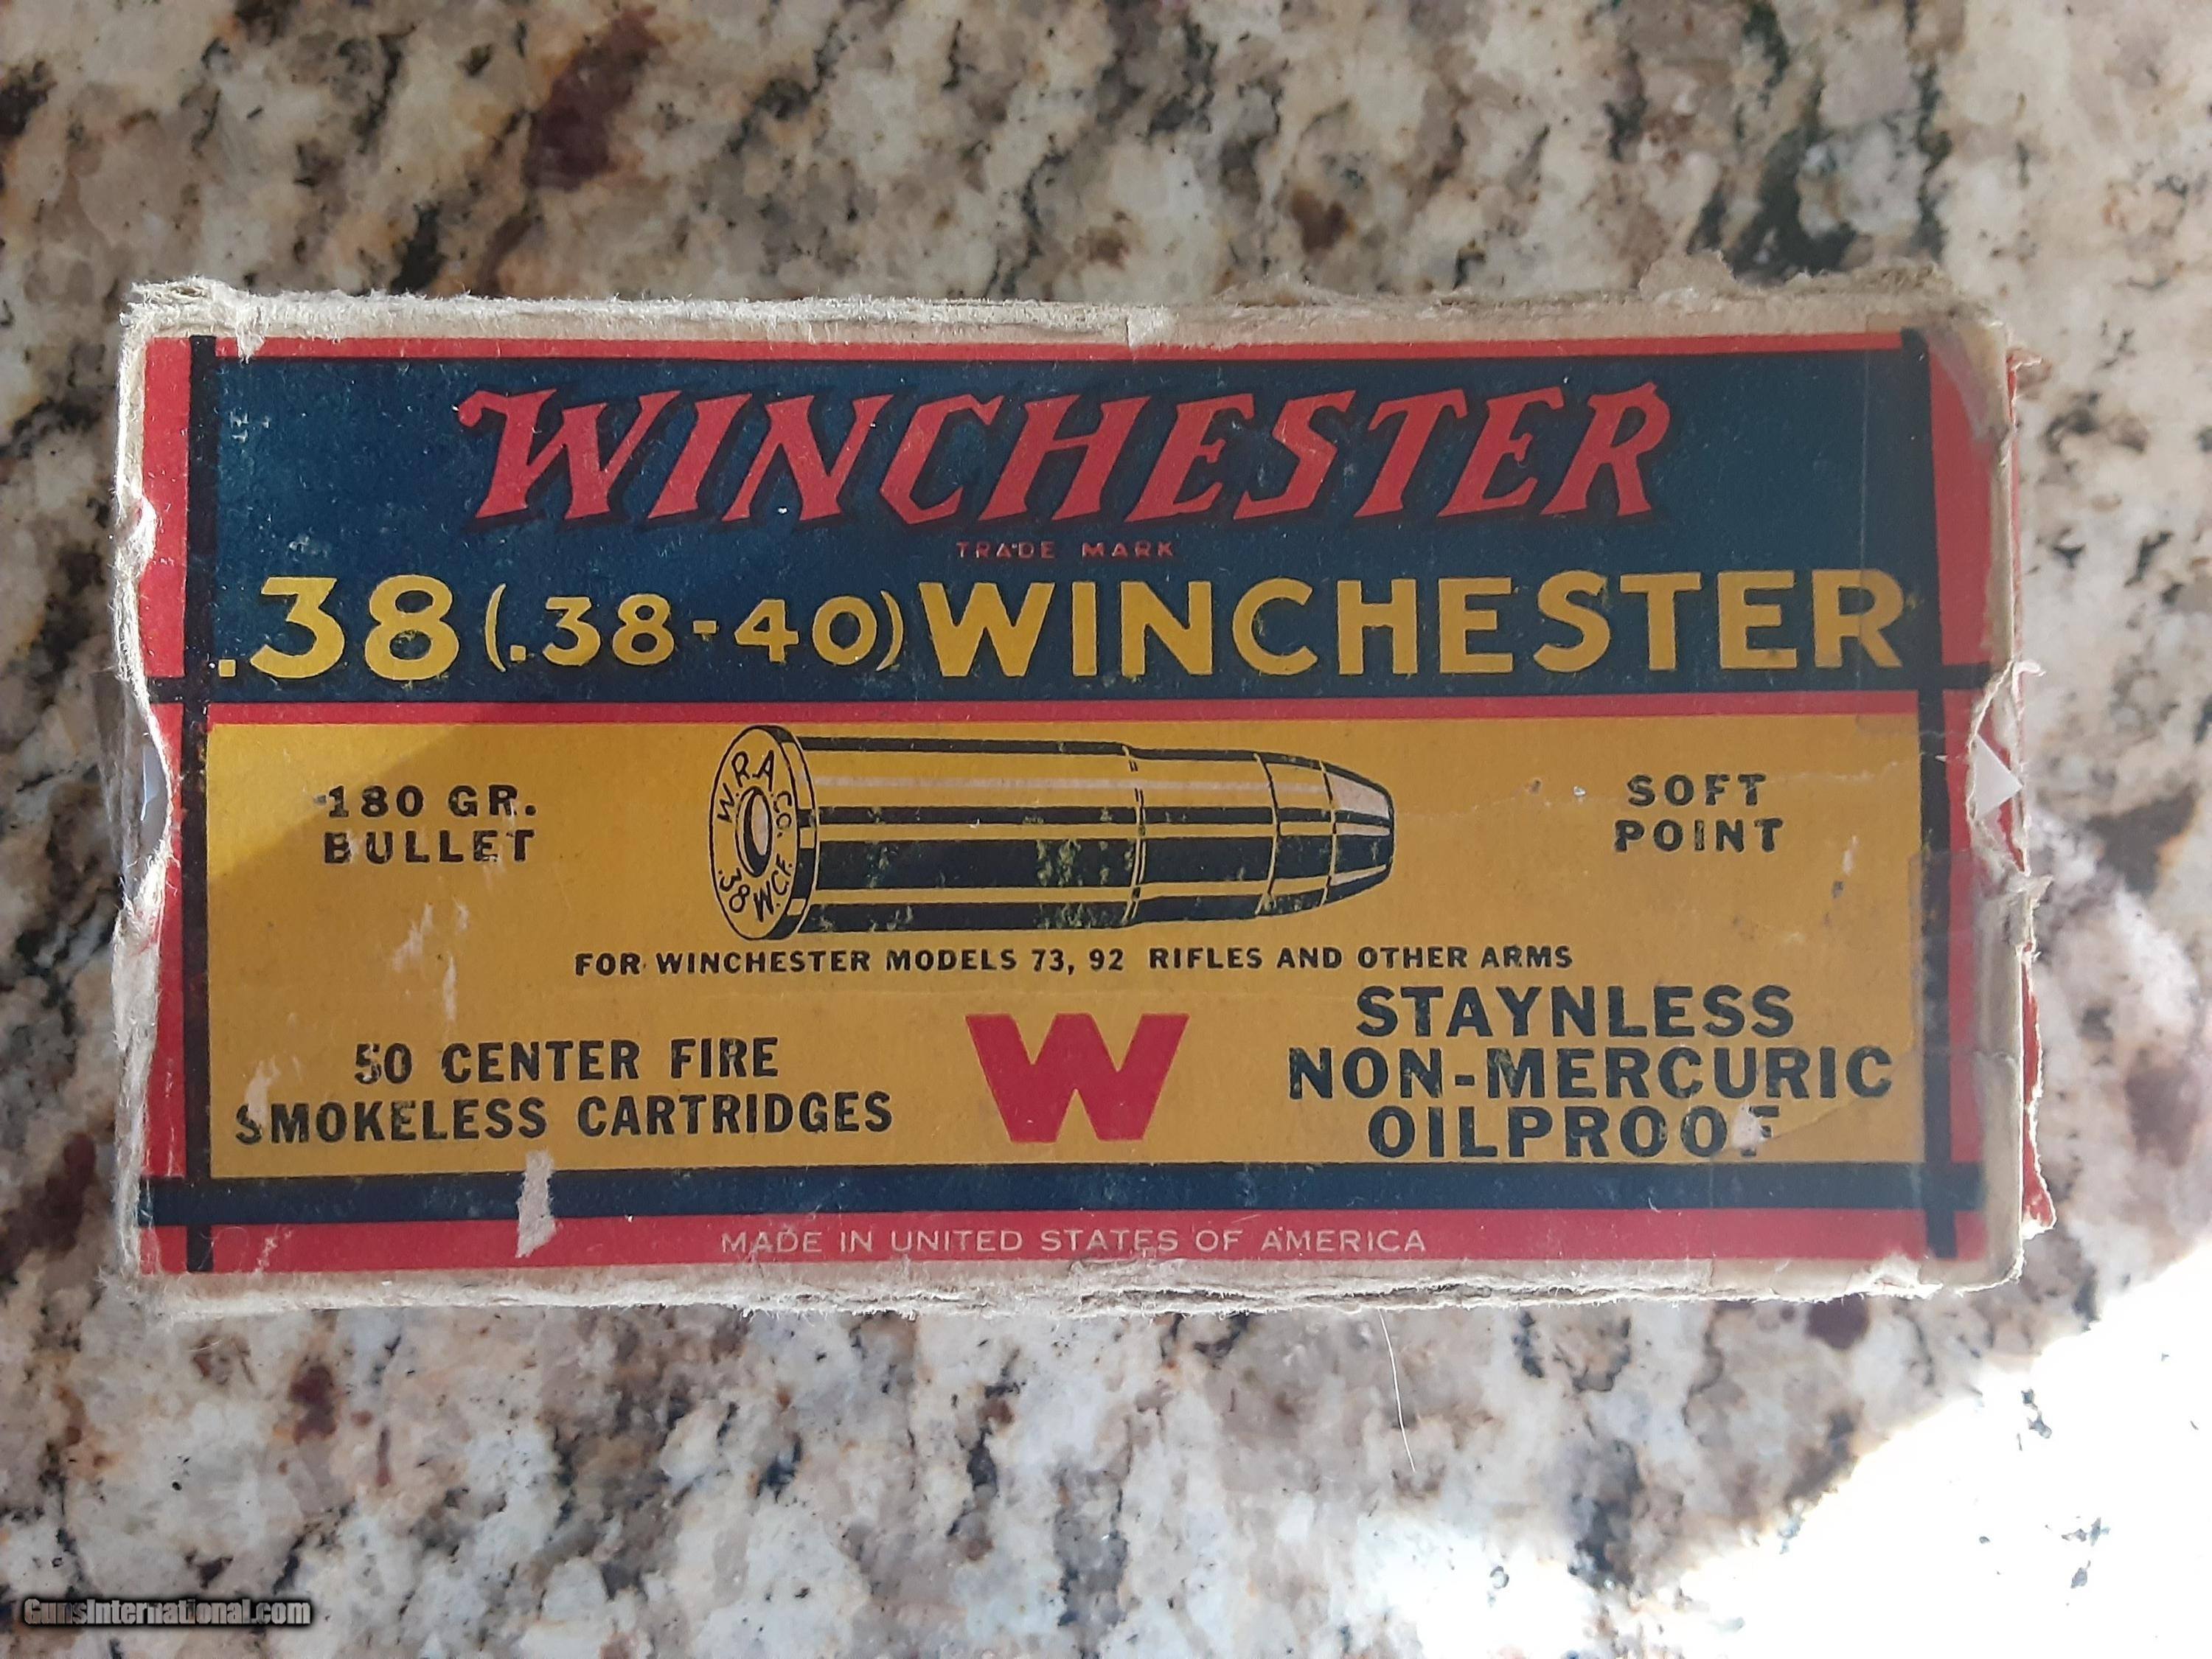 WINCHESTER
TRADE MARK
.38 (.38-40) WINCHESTER
180 GR.
BULLET
W.R.A.CO.
.38 W.C.F.
SOFT
POINT
FOR WINCHESTER MODELS 73, 92 RIFLES AND OTHER ARMS
50 CENTER FIRE
SMOKELESS CARTRIDGES
W
STAYNLESS
NON-MERCURIC
OILPROOF
MADE IN UNITED STATES OF AMERICA
GunsInternational.com